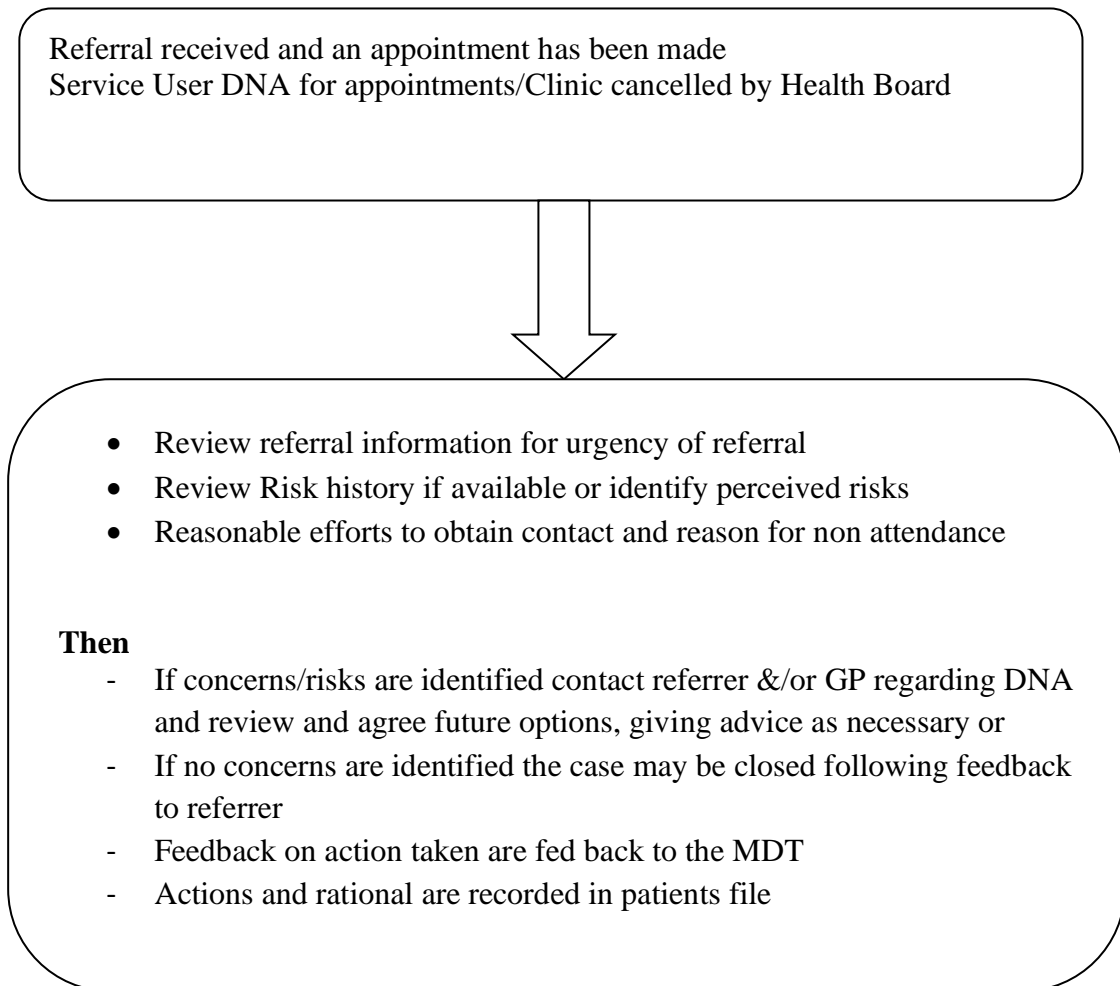 Referral received and an appointment has been made
Service User DNA for appointments/Clinic cancelled by Health Board
• Review referral information for urgency of referral
• Review Risk history if available or identify perceived risks
• Reasonable efforts to obtain contact and reason for non attendance
Then
- If concerns/risks are identified contact referrer &/or GP regarding DNA
and review and agree future options, giving advice as necessary or
- If no concerns are identified the case may be closed following feedback
to referrer
- Feedback on action taken are fed back to the MDT
- Actions and rational are recorded in patients file